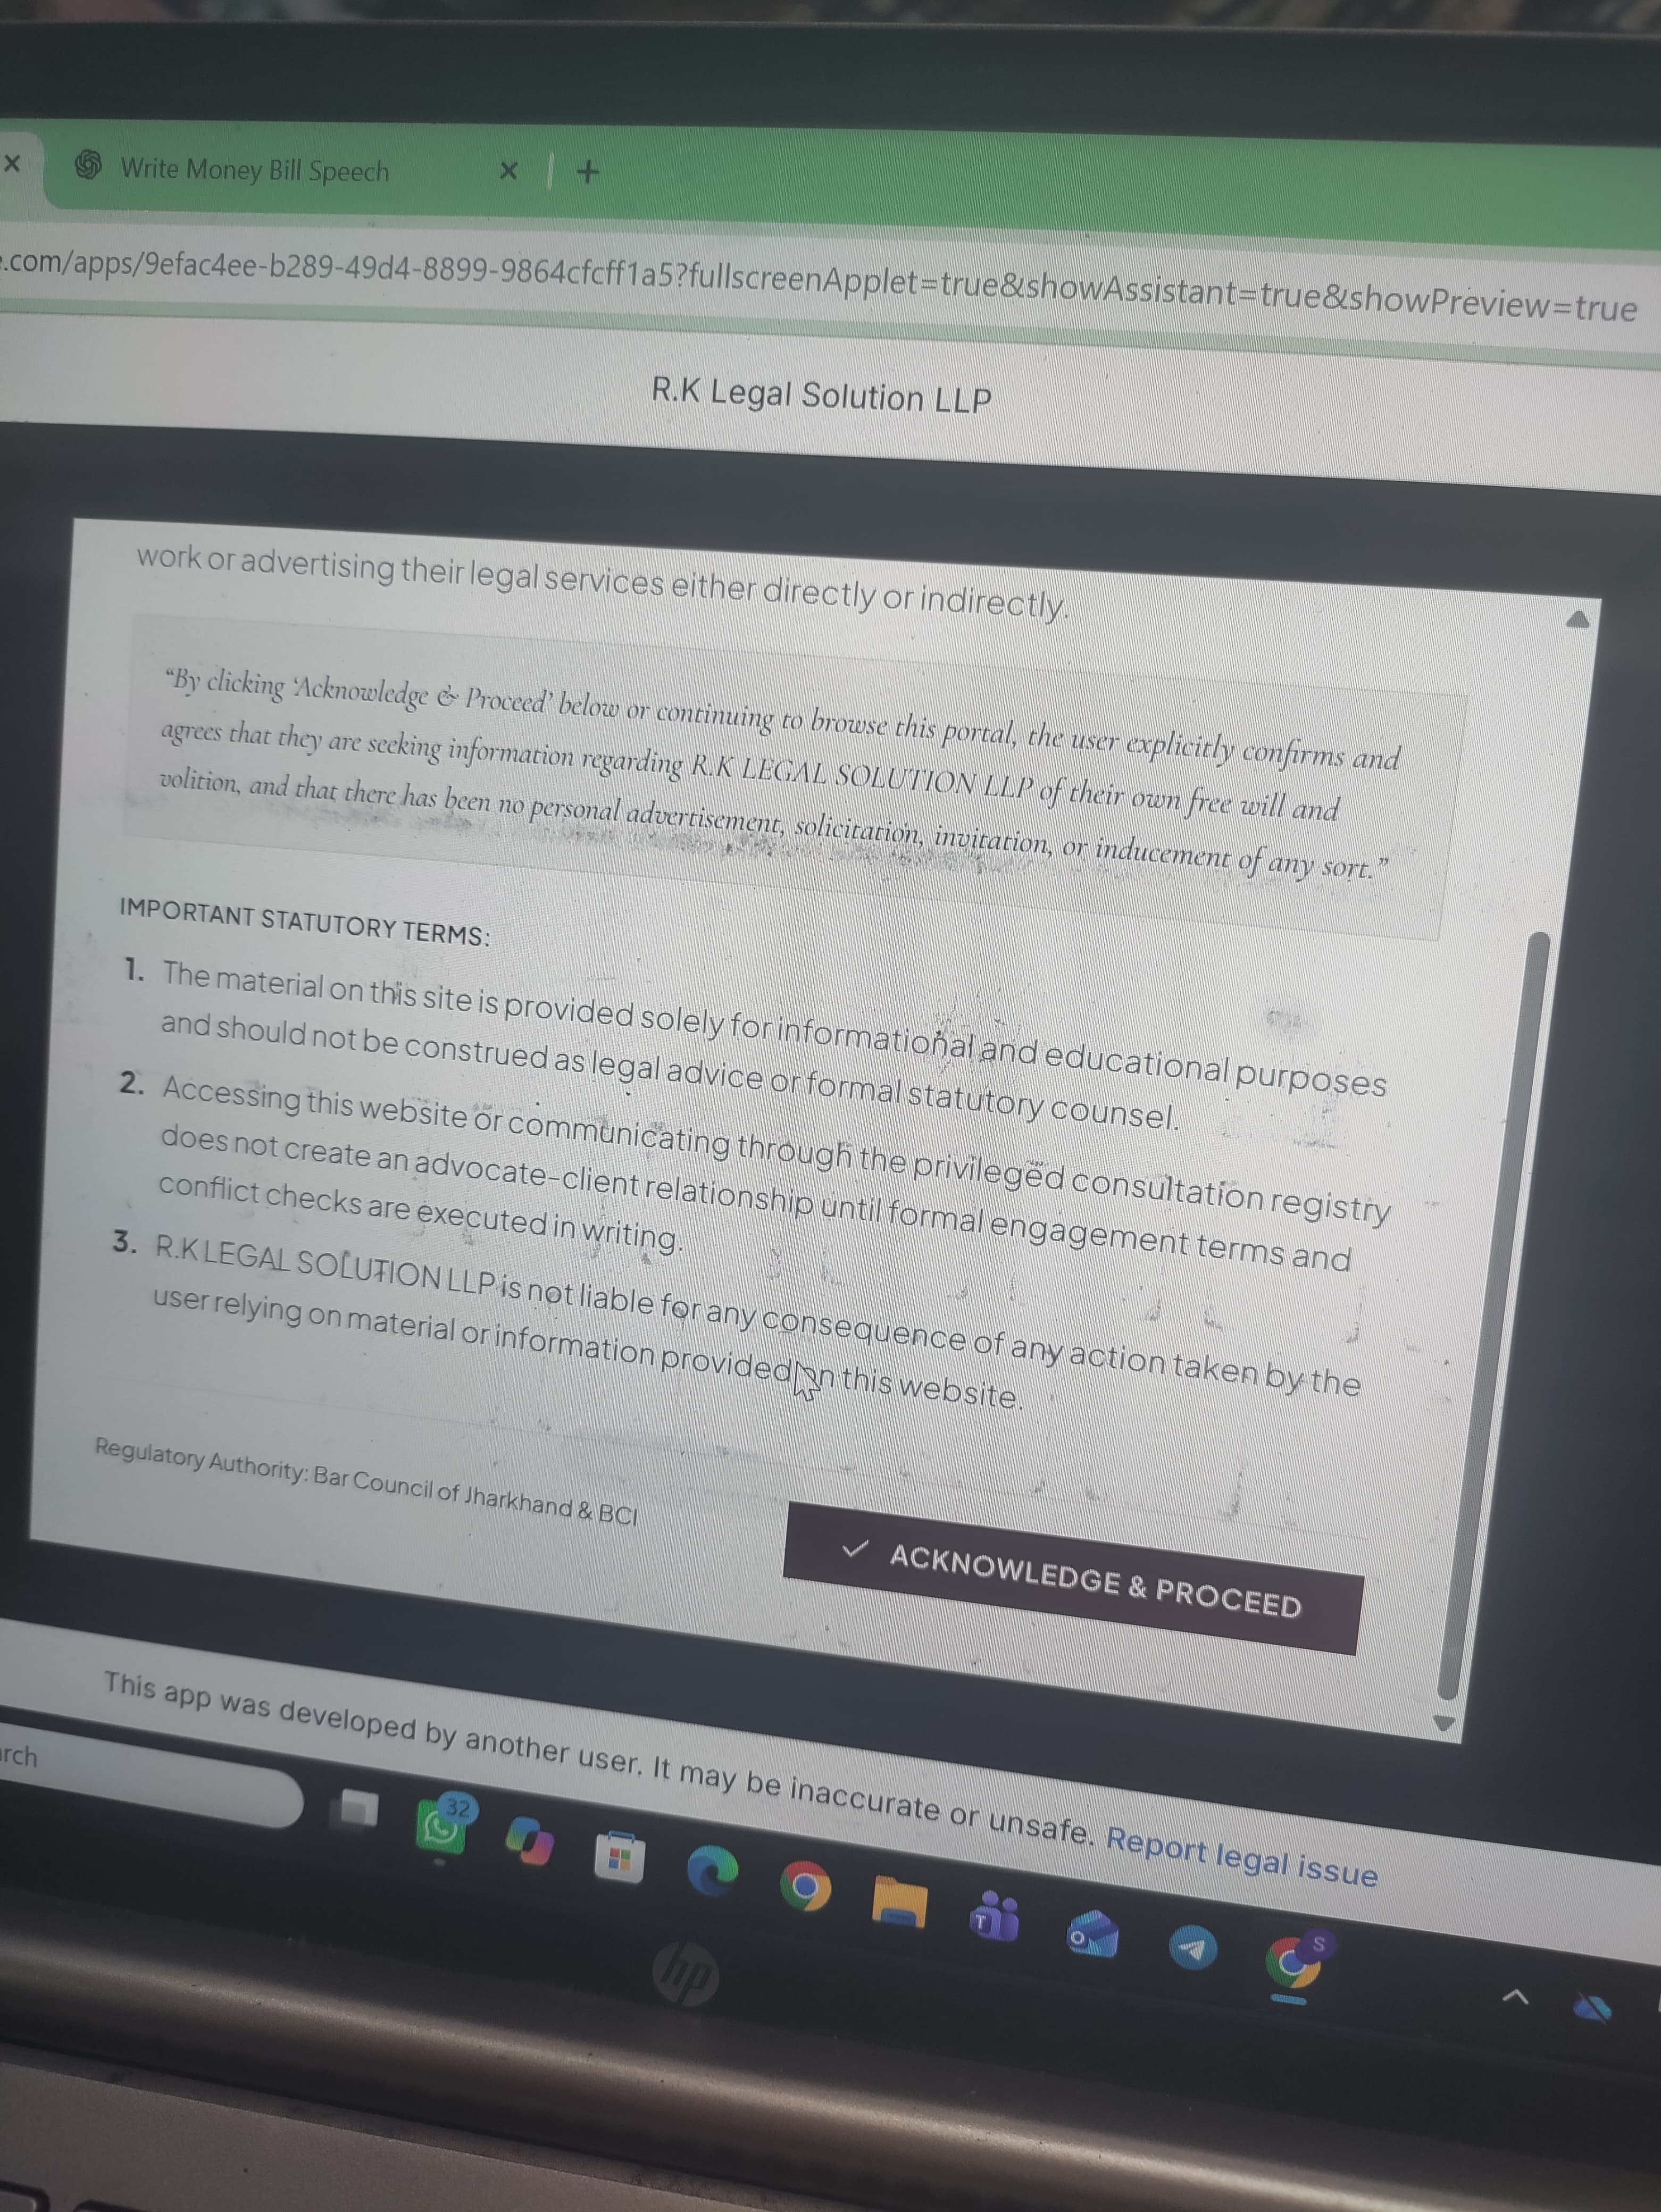 Write Money Bill Speech
.com/apps/9efac4ee-b289-49d4-8899-9864cfcff1a5?fullscreenApplet=true&showAssistant=true&showPreview=true
R.K Legal Solution LLP
work or advertising their legal services either directly or indirectly.
“By clicking ‘Acknowledge & Proceed’ below or continuing to browse this portal, the user explicitly confirms and
agrees that they are seeking information regarding R.K LEGAL SOLUTION LLP of their own free will and
volition, and that there has been no personal advertisement, solicitation, invitation, or inducement of any sort.”
IMPORTANT STATUTORY TERMS:
1. The material on this site is provided solely for informational and educational purposes
and should not be construed as legal advice or formal statutory counsel.
2. Accessing this website or communicating through the privileged consultation registry
does not create an advocate-client relationship until formal engagement terms and
conflict checks are executed in writing.
3. R.K LEGAL SOLUTION LLP is not liable for any consequence of any action taken by the
user relying on material or information provided on this website.
Regulatory Authority: Bar Council of Jharkhand & BCI
ACKNOWLEDGE & PROCEED
This app was developed by another user. It may be inaccurate or unsafe. Report legal issue
32
T
O
S
hp